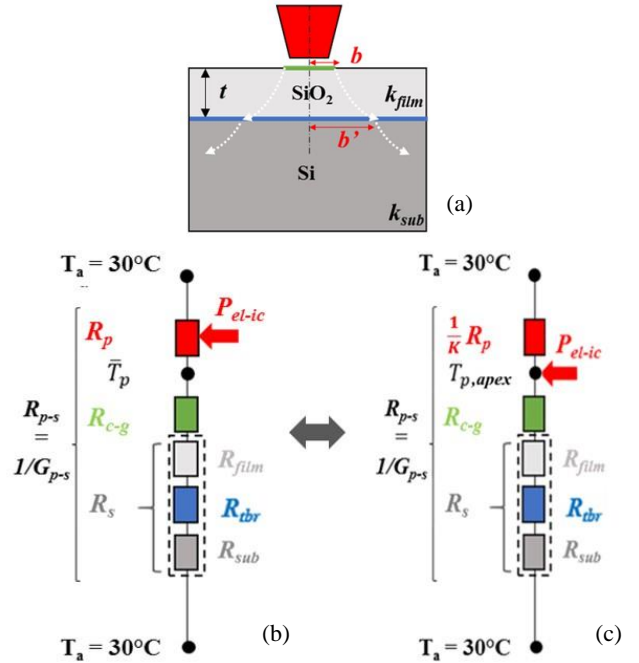 b
t
SiO₂
k_film
b'
Si
k_sub
(a)
T_a = 30°C
P_el-ic
R_p
T̄_p
R_p-s
=
1/G_p-s
R_c-g
R_film
R_s
R_tbr
R_sub
T_a = 30°C
(b)
T_a = 30°C
P_el-ic
1/K R_p
T_p,apex
R_p-s
=
1/G_p-s
R_c-g
R_film
R_s
R_tbr
R_sub
T_a = 30°C
(c)